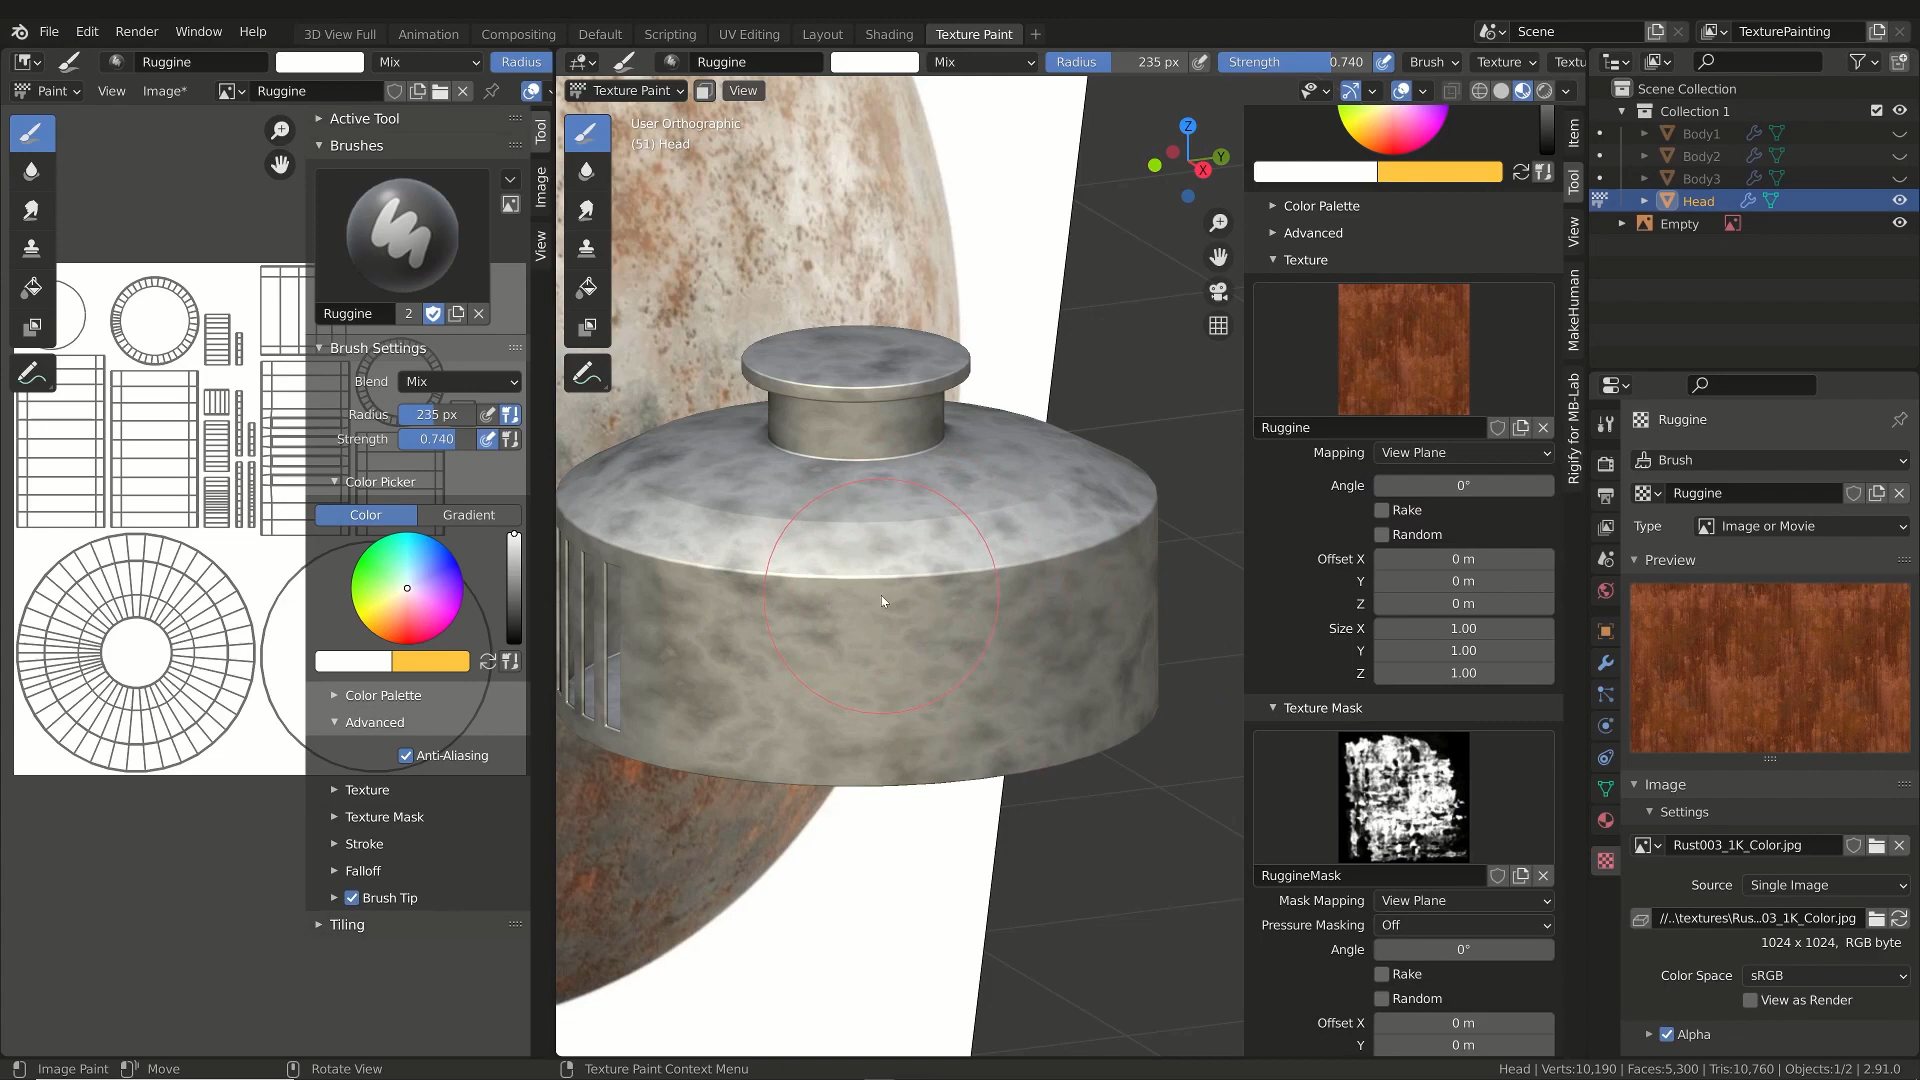 File Edit Render Window Help 3D View Full Animation Compositing Default Scripting UV Editing Layout Shading Texture Paint + Scene TexturePainting
Ruggine Mix Radius
Ruggine Mix Radius 235 px Strength 0.740 Brush Texture Textu
Paint View Image* Ruggine
Texture Paint View
Active Tool
Brushes
Ruggine 2
Brush Settings
Blend Mix
Radius 235 px
Strength 0.740
Color Picker
Color Gradient
Color Palette
Advanced
Anti-Aliasing
Texture
Texture Mask
Stroke
Falloff
Brush Tip
Tiling
Tool
Image
View
User Orthographic
(51) Head
Z
Y
X
Color Palette
Advanced
Texture
Ruggine
Mapping View Plane
Angle 0°
Rake
Random
Offset X 0 m
Y 0 m
Z 0 m
Size X 1.00
Y 1.00
Z 1.00
Texture Mask
RuggineMask
Mask Mapping View Plane
Pressure Masking Off
Angle 0°
Rake
Random
Offset X 0 m
Y 0 m
Item
Tool
View
MakeHuman
Rigify for MB-Lab
Scene Collection
Collection 1
Body1
Body2
Body3
Head
Empty
Ruggine
Brush
Ruggine
Type Image or Movie
Preview
Image
Settings
Rust003_1K_Color.jpg
Source Single Image
//..\textures\Rus...03_1K_Color.jpg
1024 x 1024, RGB byte
Color Space sRGB
View as Render
Alpha
Image Paint Move Rotate View Texture Paint Context Menu Head | Verts:10,190 | Faces:5,300 | Tris:10,760 | Objects:1/2 | 2.91.0